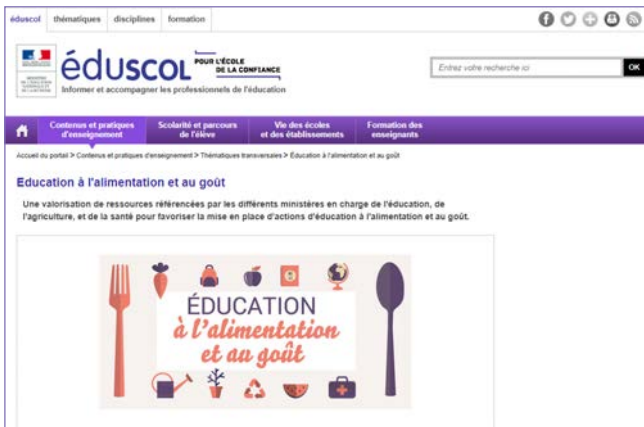 éduscol thématiques disciplines formation
éduscol POUR L'ÉCOLE
DE LA CONFIANCE
Informer et accompagner les professionnels de l'éducation
Entrez votre recherche ici OK
Contenus et pratiques
d'enseignement
Scolarité et parcours
de l'élève
Vie des écoles
et des établissements
Formation des
enseignants
Accueil du portail > Contenus et pratiques d'enseignement > Thématiques transversales > Éducation à l'alimentation et au goût
Education à l'alimentation et au goût
Une valorisation de ressources référencées par les différents ministères en charge de l'éducation, de
l'agriculture, et de la santé pour favoriser la mise en place d'actions d'éducation à l'alimentation et au goût.
ÉDUCATION
à l'alimentation
et au goût